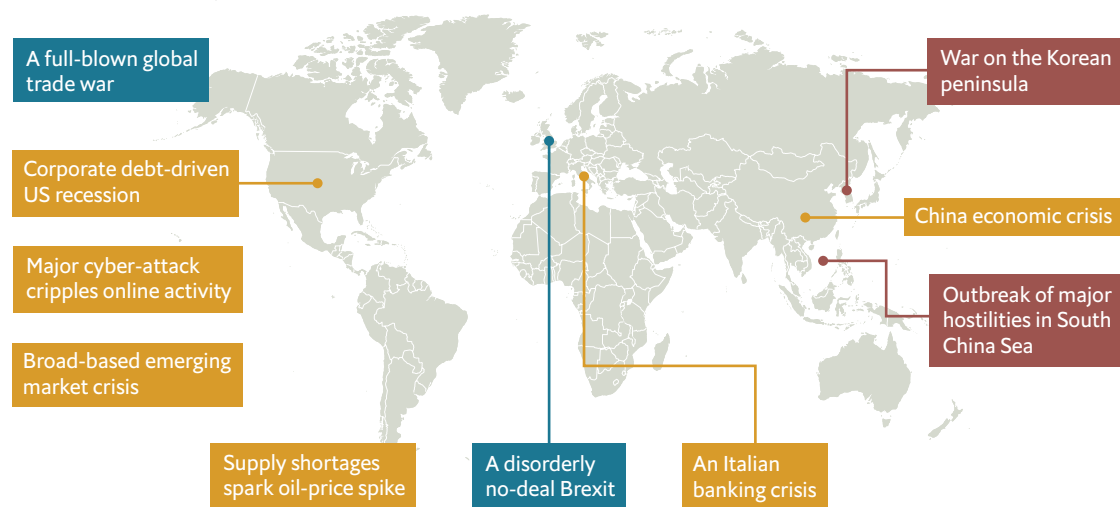 A full-blown global
trade war
War on the Korean
peninsula
Corporate debt-driven
US recession
China economic crisis
Major cyber-attack
cripples online activity
Outbreak of major
hostilities in South
China Sea
Broad-based emerging
market crisis
Supply shortages
spark oil-price spike
A disorderly
no-deal Brexit
An Italian
banking crisis